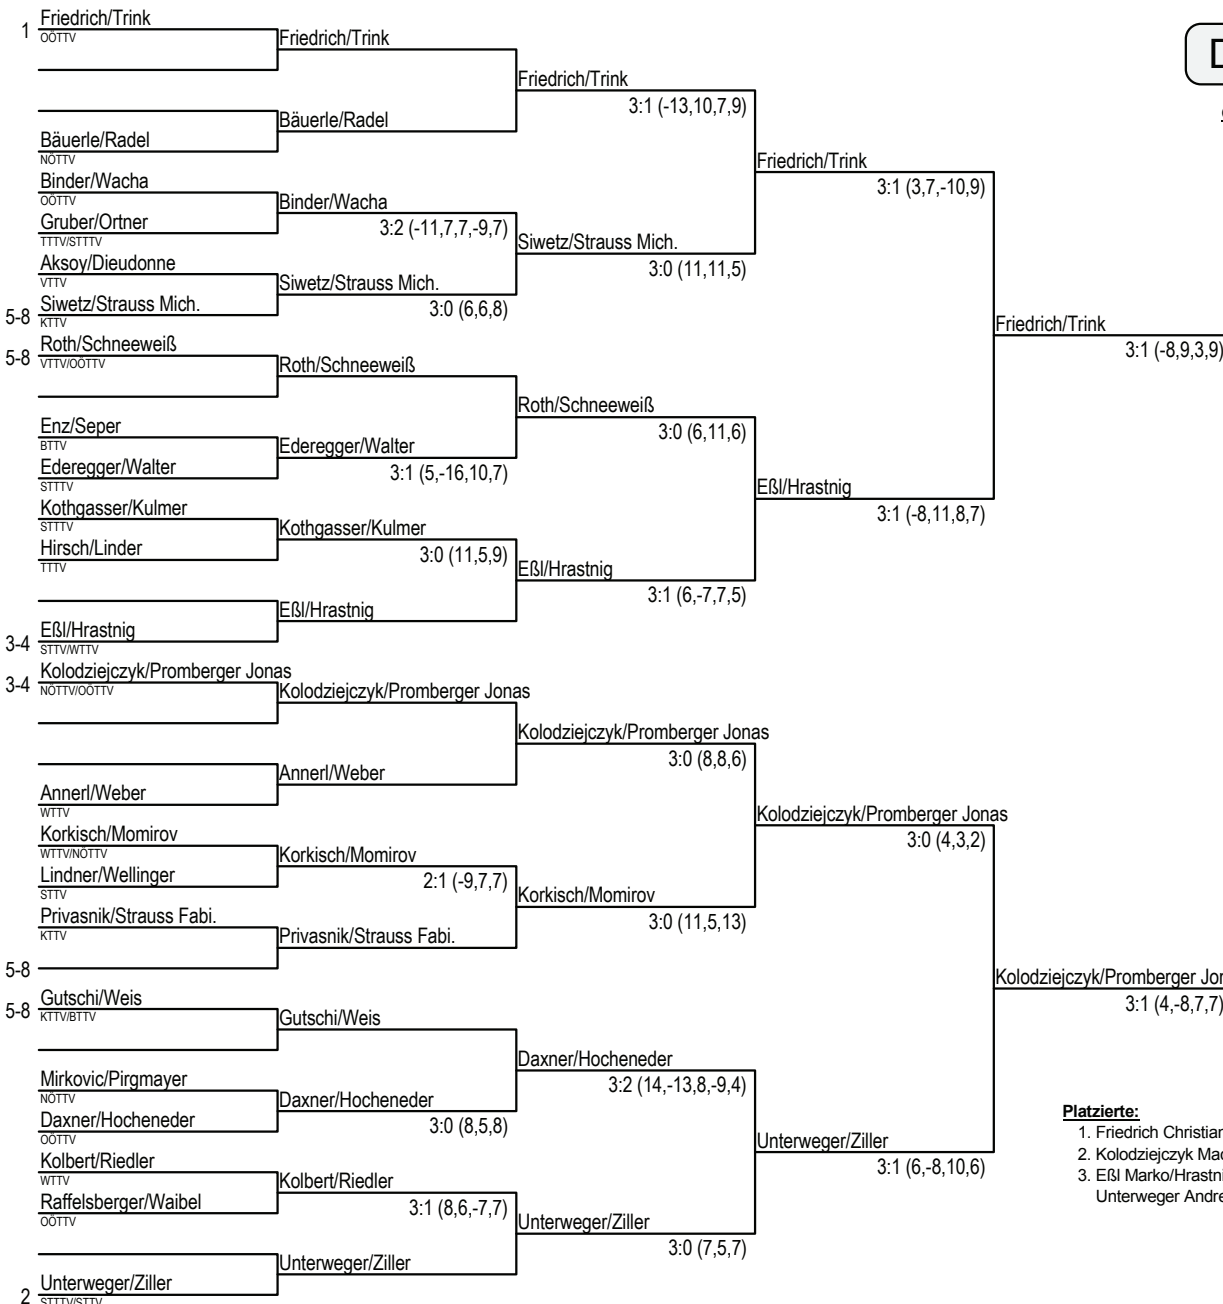 Friedrich/Trink
1
OÖTTV
Friedrich/Trink
Friedrich/Trink
3:1 (-13,10,7,9)
Bäuerle/Radel
Bäuerle/Radel
NÖTTV
Friedrich/Trink
3:1 (3,7,-10,9)
Binder/Wacha
OÖTTV
Binder/Wacha
3:2 (-11,7,7,-9,7)
Gruber/Ortner
TTTV/STTTV
Siwetz/Strauss Mich.
3:0 (11,11,5)
Aksoy/Dieudonne
VTTV
Siwetz/Strauss Mich.
3:0 (6,6,8)
Siwetz/Strauss Mich.
5-8
KTTV
Friedrich/Trink
3:1 (-8,9,3,9)
Roth/Schneeweiß
5-8
VTTV/OÖTTV
Roth/Schneeweiß
Roth/Schneeweiß
3:0 (6,11,6)
Enz/Seper
BTTV
Ederegger/Walter
3:1 (5,-16,10,7)
Ederegger/Walter
STTTV
Eßl/Hrastnig
3:1 (-8,11,8,7)
Kothgasser/Kulmer
STTTV
Kothgasser/Kulmer
3:0 (11,5,9)
Hirsch/Linder
TTTV
Eßl/Hrastnig
3:1 (6,-7,7,5)
Eßl/Hrastnig
Eßl/Hrastnig
3-4
STTV/WTTV
Kolodziejczyk/Promberger Jonas
3-4
NÖTTV/OÖTTV
Kolodziejczyk/Promberger Jonas
Kolodziejczyk/Promberger Jonas
3:0 (8,8,6)
Annerl/Weber
Annerl/Weber
WTTV
Kolodziejczyk/Promberger Jonas
3:0 (4,3,2)
Korkisch/Momirov
WTTV/NÖTTV
Korkisch/Momirov
2:1 (-9,7,7)
Lindner/Wellinger
STTV
Korkisch/Momirov
3:0 (11,5,13)
Privasnik/Strauss Fabi.
KTTV
Privasnik/Strauss Fabi.
5-8
Kolodziejczyk/Promberger Jon
3:1 (4,-8,7,7)
Gutschi/Weis
5-8
KTTV/BTTV
Gutschi/Weis
Daxner/Hocheneder
3:2 (14,-13,8,-9,4)
Mirkovic/Pirgmayer
NÖTTV
Daxner/Hocheneder
3:0 (8,5,8)
Daxner/Hocheneder
OÖTTV
Unterweger/Ziller
3:1 (6,-8,10,6)
Kolbert/Riedler
WTTV
Kolbert/Riedler
3:1 (8,6,-7,7)
Raffelsberger/Waibel
OÖTTV
Unterweger/Ziller
3:0 (7,5,7)
Unterweger/Ziller
Unterweger/Ziller
2
STTTV/STTV
Platzierte:
1. Friedrich Christian
2. Kolodziejczyk Mac
3. Eßl Marko/Hrastni
Unterweger Andre